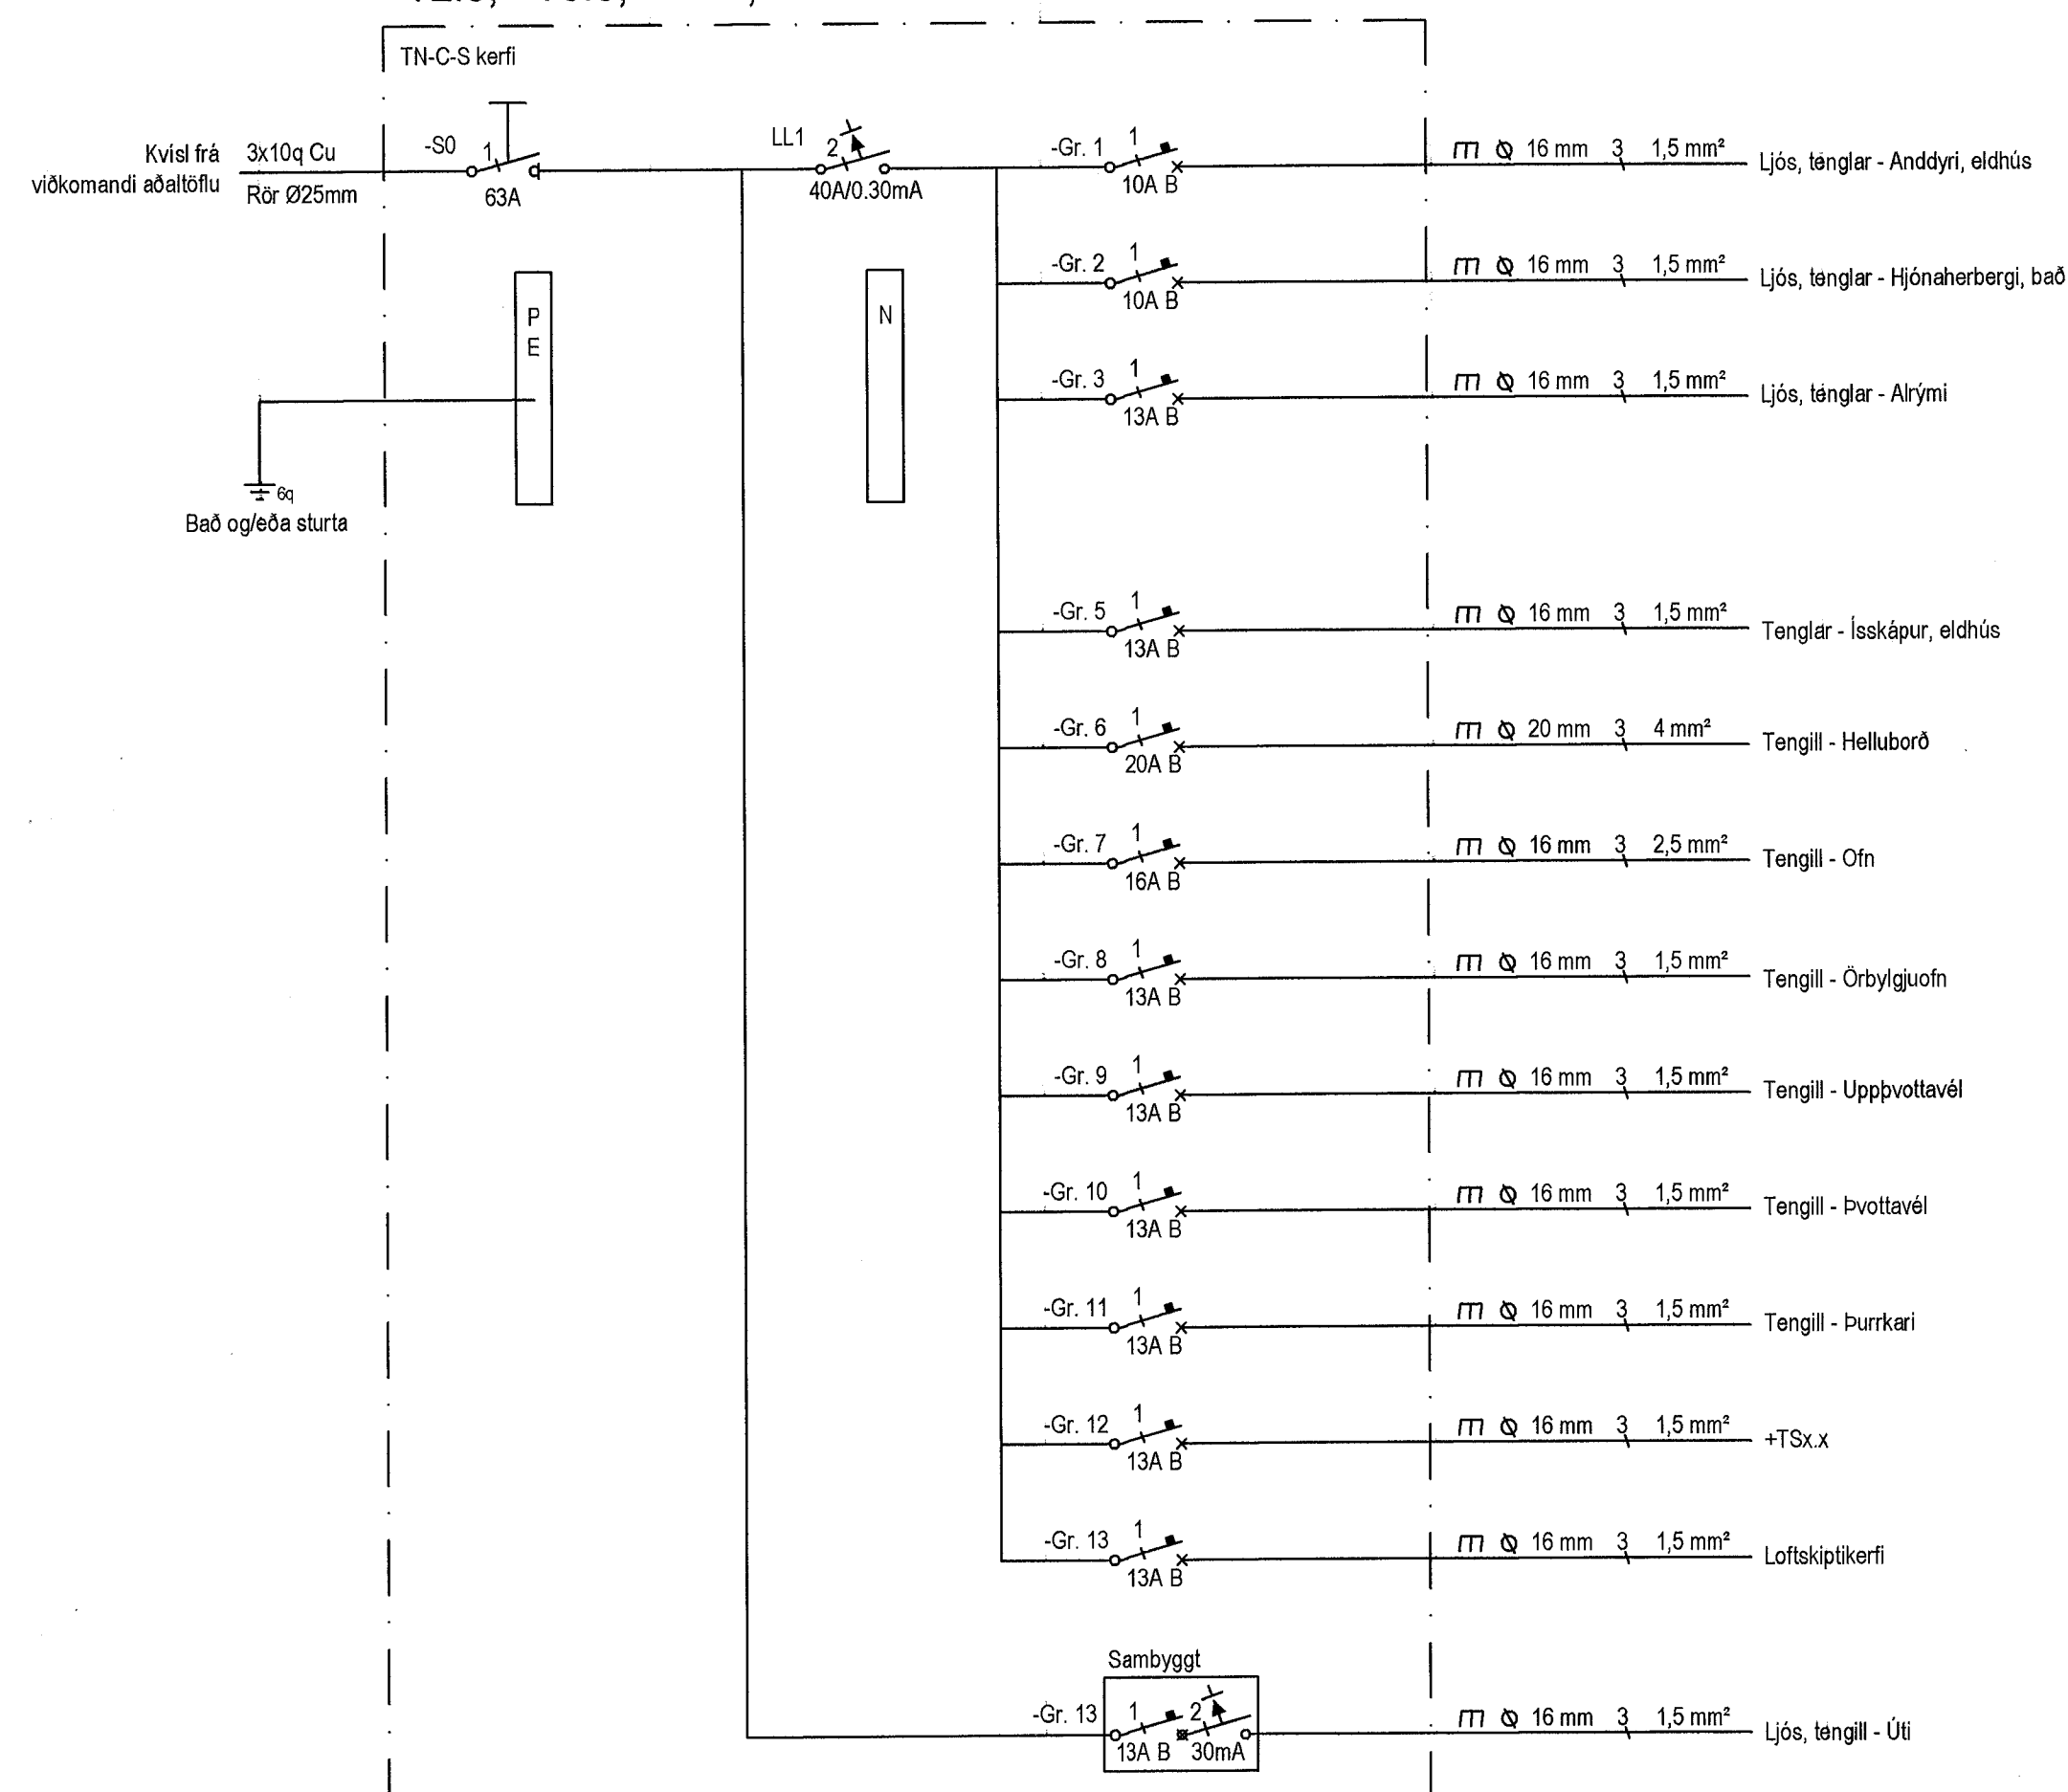 TN-C-S kerfi
Kvísl frá
viðkomandi aðaltöflu
3x10q Cu
Rör Ø25mm
-S0
1
63A
LL1
2
40A/0.30mA
P
E
N
6q
Bað og/eða sturta
-Gr. 1 1 10A B 16 mm 3 1,5 mm² Ljós, tenglar - Anddyri, eldhús
-Gr. 2 1 10A B 16 mm 3 1,5 mm² Ljós, tenglar - Hjónaherbergi, bað
-Gr. 3 1 13A B 16 mm 3 1,5 mm² Ljós, tenglar - Alrými
-Gr. 5 1 13A B 16 mm 3 1,5 mm² Tenglar - Ísskápur, eldhús
-Gr. 6 1 20A B 20 mm 3 4 mm² Tengill - Helluborð
-Gr. 7 1 16A B 16 mm 3 2,5 mm² Tengill - Ofn
-Gr. 8 1 13A B 16 mm 3 1,5 mm² Tengill - Örbylgjuofn
-Gr. 9 1 13A B 16 mm 3 1,5 mm² Tengill - Uppþvottavél
-Gr. 10 1 13A B 16 mm 3 1,5 mm² Tengill - Þvottavél
-Gr. 11 1 13A B 16 mm 3 1,5 mm² Tengill - Þurrkari
-Gr. 12 1 13A B 16 mm 3 1,5 mm² +TSx.x
-Gr. 13 1 13A B 16 mm 3 1,5 mm² Loftskiptikerfi
Sambyggt
-Gr. 13 1 13A B 2 30mA 16 mm 3 1,5 mm² Ljós, tengill - Úti